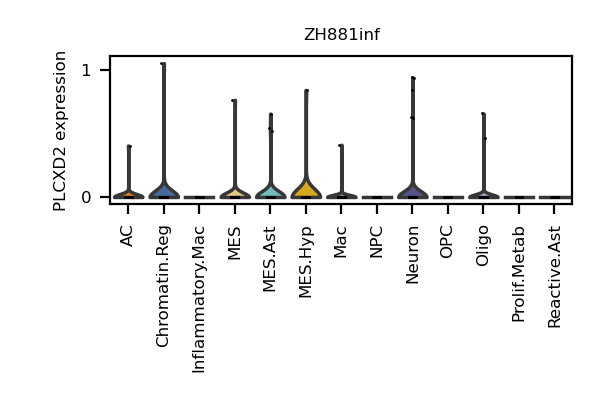 ZH881inf
PLCXD2 expression
1
0
AC
Chromatin.Reg
Inflammatory.Mac
MES
MES.Ast
MES.Hyp
Mac
NPC
Neuron
OPC
Oligo
Prolif.Metab
Reactive.Ast